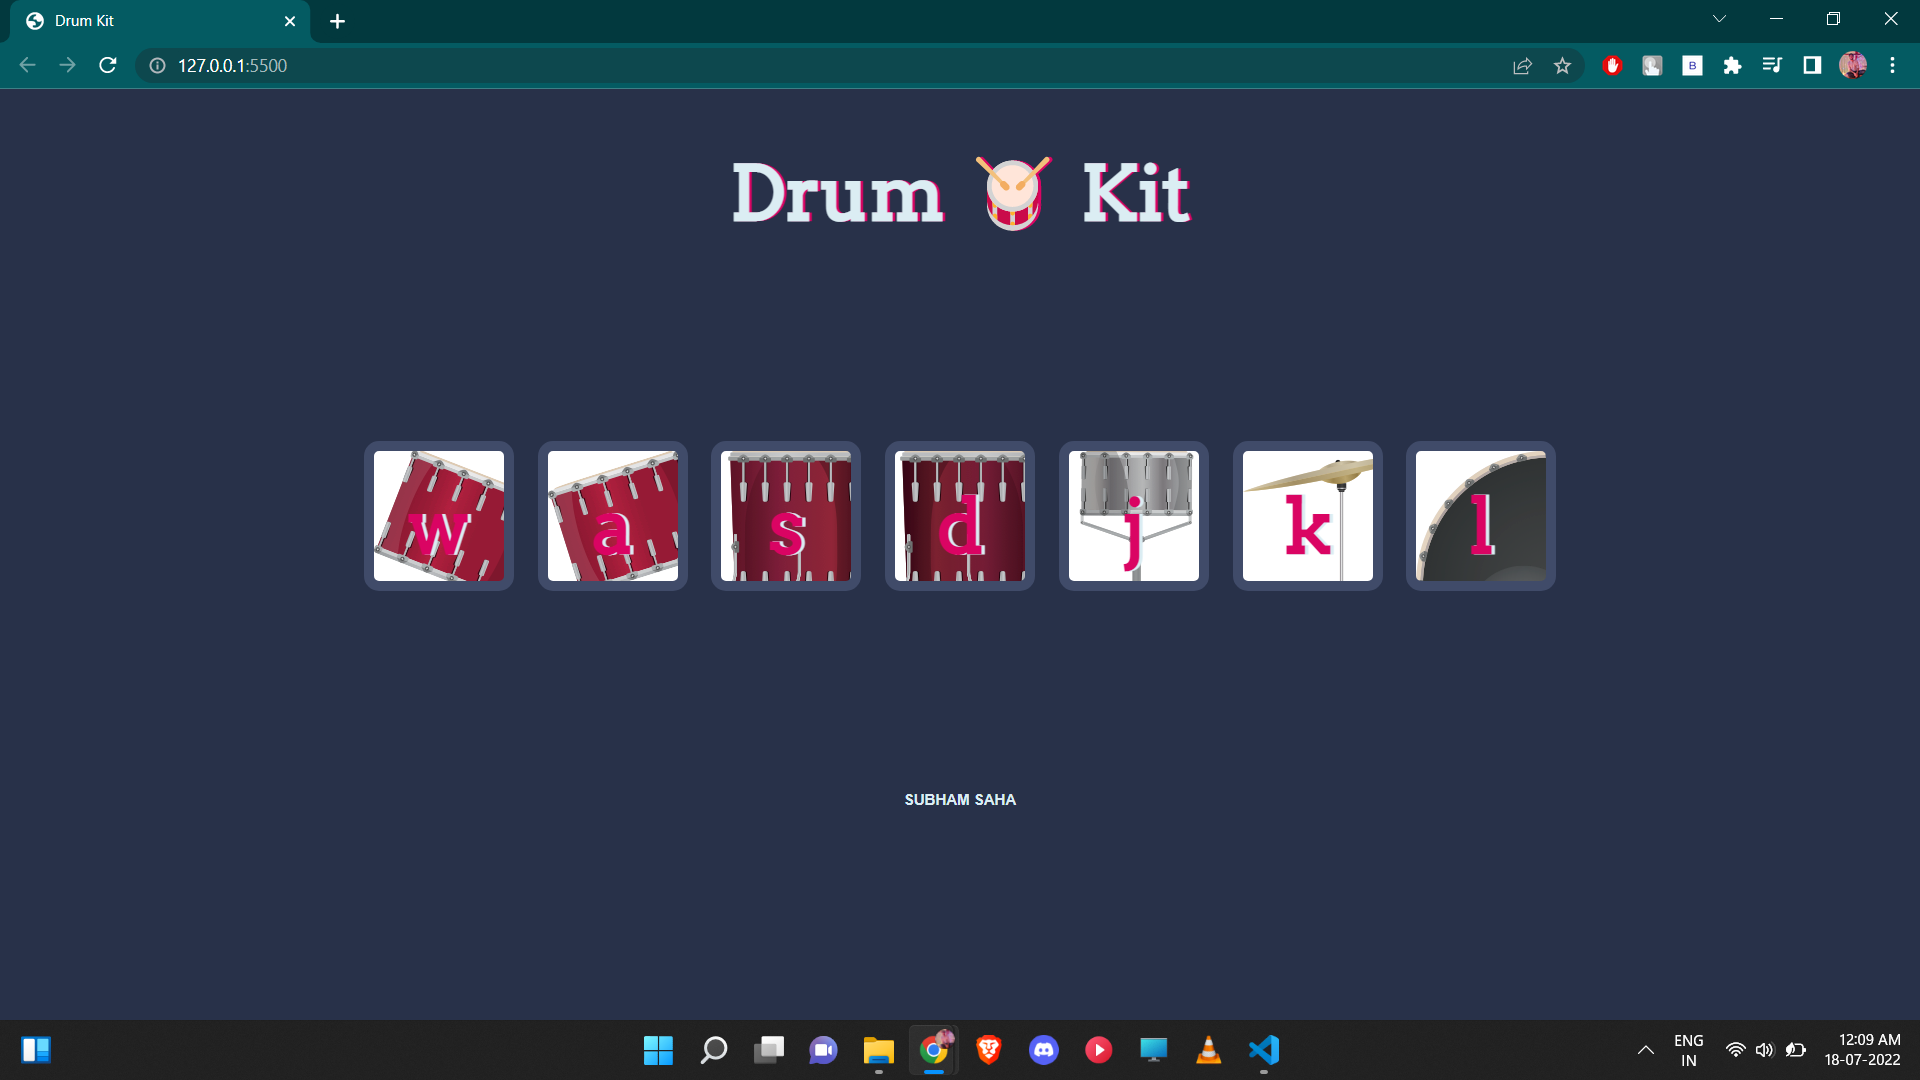 Drum Kit
127.0.0.1:5500
B
Drum Kit
w a s d j k l
SUBHAM SAHA
ENG
IN
12:09 AM
18-07-2022